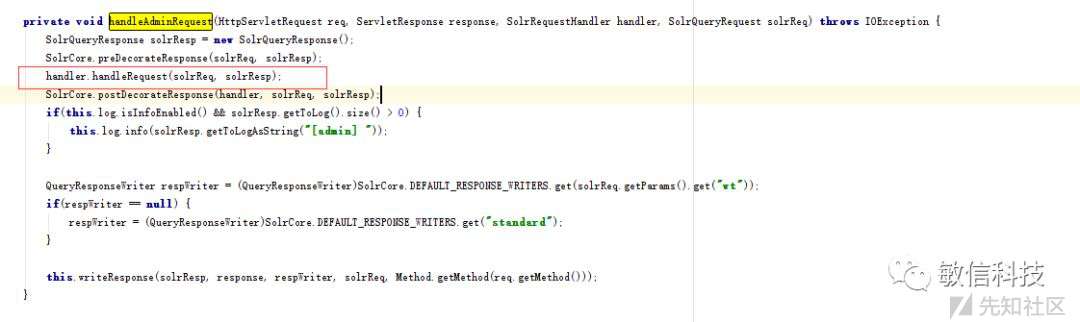 private void handleAdminRequest(HttpServletRequest req, ServletResponse response, SolrRequestHandler handler, SolrQueryRequest solrReq) throws IOException {
SolrQueryResponse solrResp = new SolrQueryResponse();
SolrCore.preDecorateResponse(solrReq, solrResp);
handler.handleRequest(solrReq, solrResp);
SolrCore.postDecorateResponse(handler, solrReq, solrResp);
if(this.log.isInfoEnabled() && solrResp.getToLog().size() > 0) {
this.log.info(solrResp.getToLogAsString("[admin] "));
}
QueryResponseWriter respWriter = (QueryResponseWriter)SolrCore.DEFAULT_RESPONSE_WRITERS.get(solrReq.getParams().get("wt"));
if(respWriter == null) {
respWriter = (QueryResponseWriter)SolrCore.DEFAULT_RESPONSE_WRITERS.get("standard");
}
this.writeResponse(solrResp, response, respWriter, solrReq, Method.getMethod(req.getMethod()));
}
敏信科技
先知社区